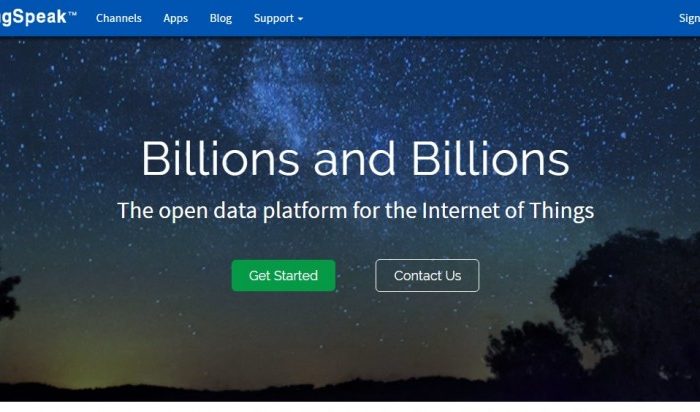 gSpeak™ Channels Apps Blog Support Sign
Billions and Billions
The open data platform for the Internet of Things
Get Started Contact Us